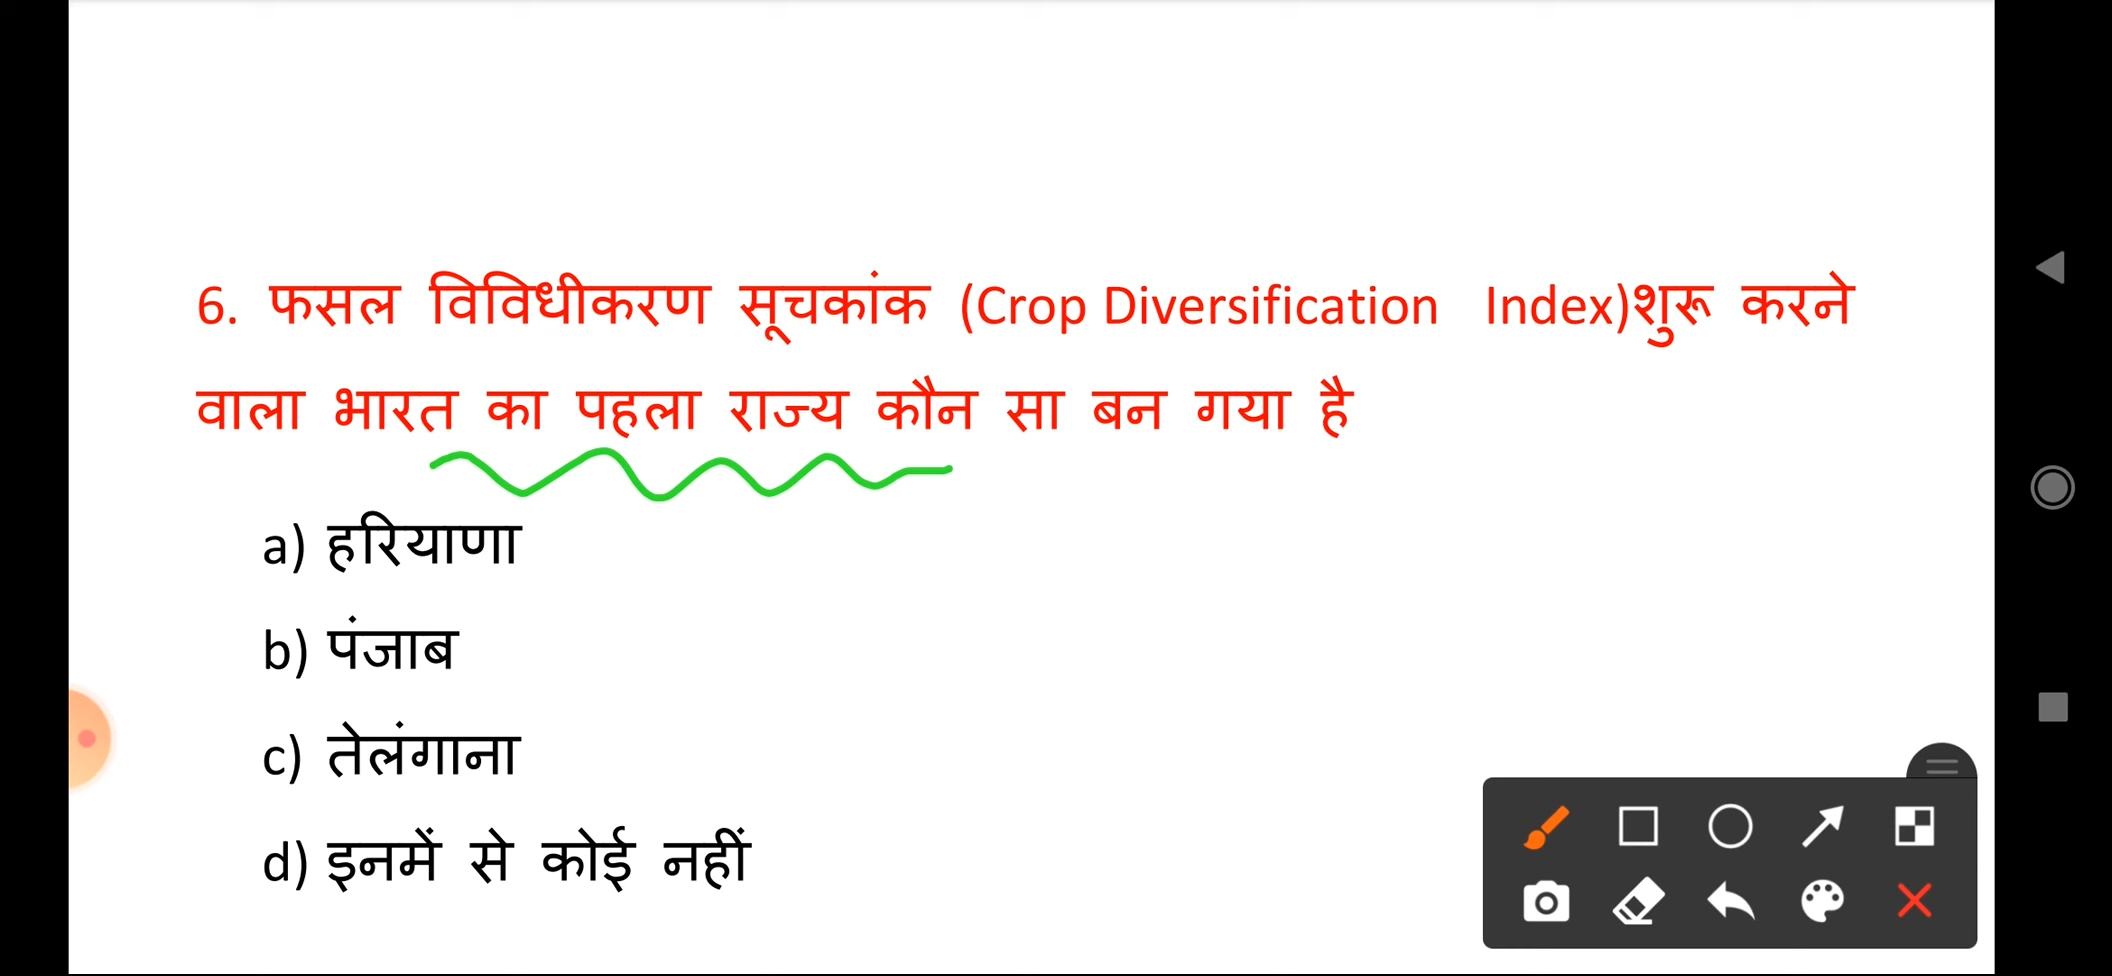 6. फसल विविधीकरण सूचकांक (Crop Diversification Index)शुरू करने
वाला भारत का पहला राज्य कौन सा बन गया है
a) हरियाणा
b) पंजाब
c) तेलंगाना
d) इनमें से कोई नहीं